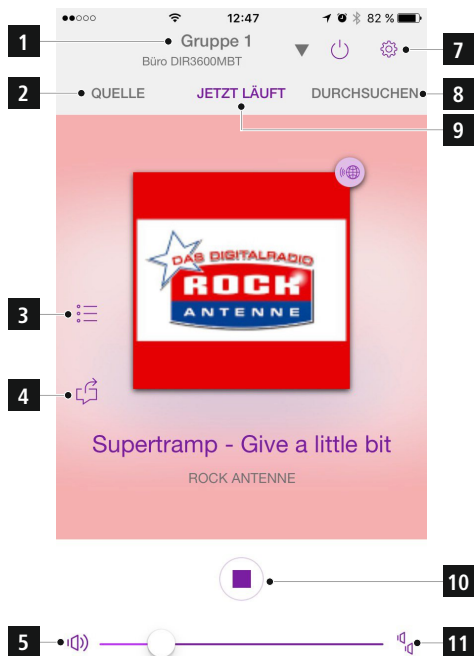 12:47 82 %
1 Gruppe 1 7
Büro DIR3600MBT
2 QUELLE JETZT LÄUFT DURCHSUCHEN 8
9
DAS DIGITALRADIO
ROCK
ANTENNE
3
4
Supertramp - Give a little bit
ROCK ANTENNE
10
5 11